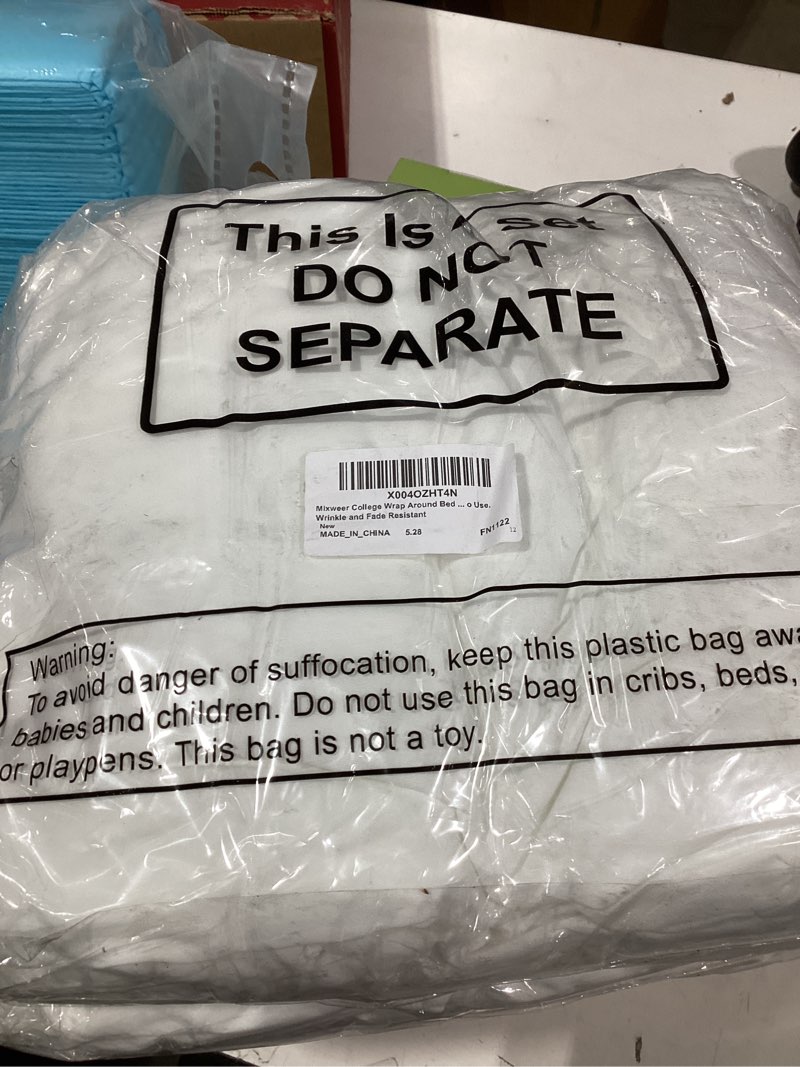 This Is A Set
DO NOT
SEPARATE
X004OZHT4N
Mixweer College Wrap Around Bed ... o Use,
Wrinkle and Fade Resistant
New
MADE_IN_CHINA 5.28
FN1122
12
Warning:
To avoid danger of suffocation, keep this plastic bag awa
babies and children. Do not use this bag in cribs, beds,
or playpens. This bag is not a toy.